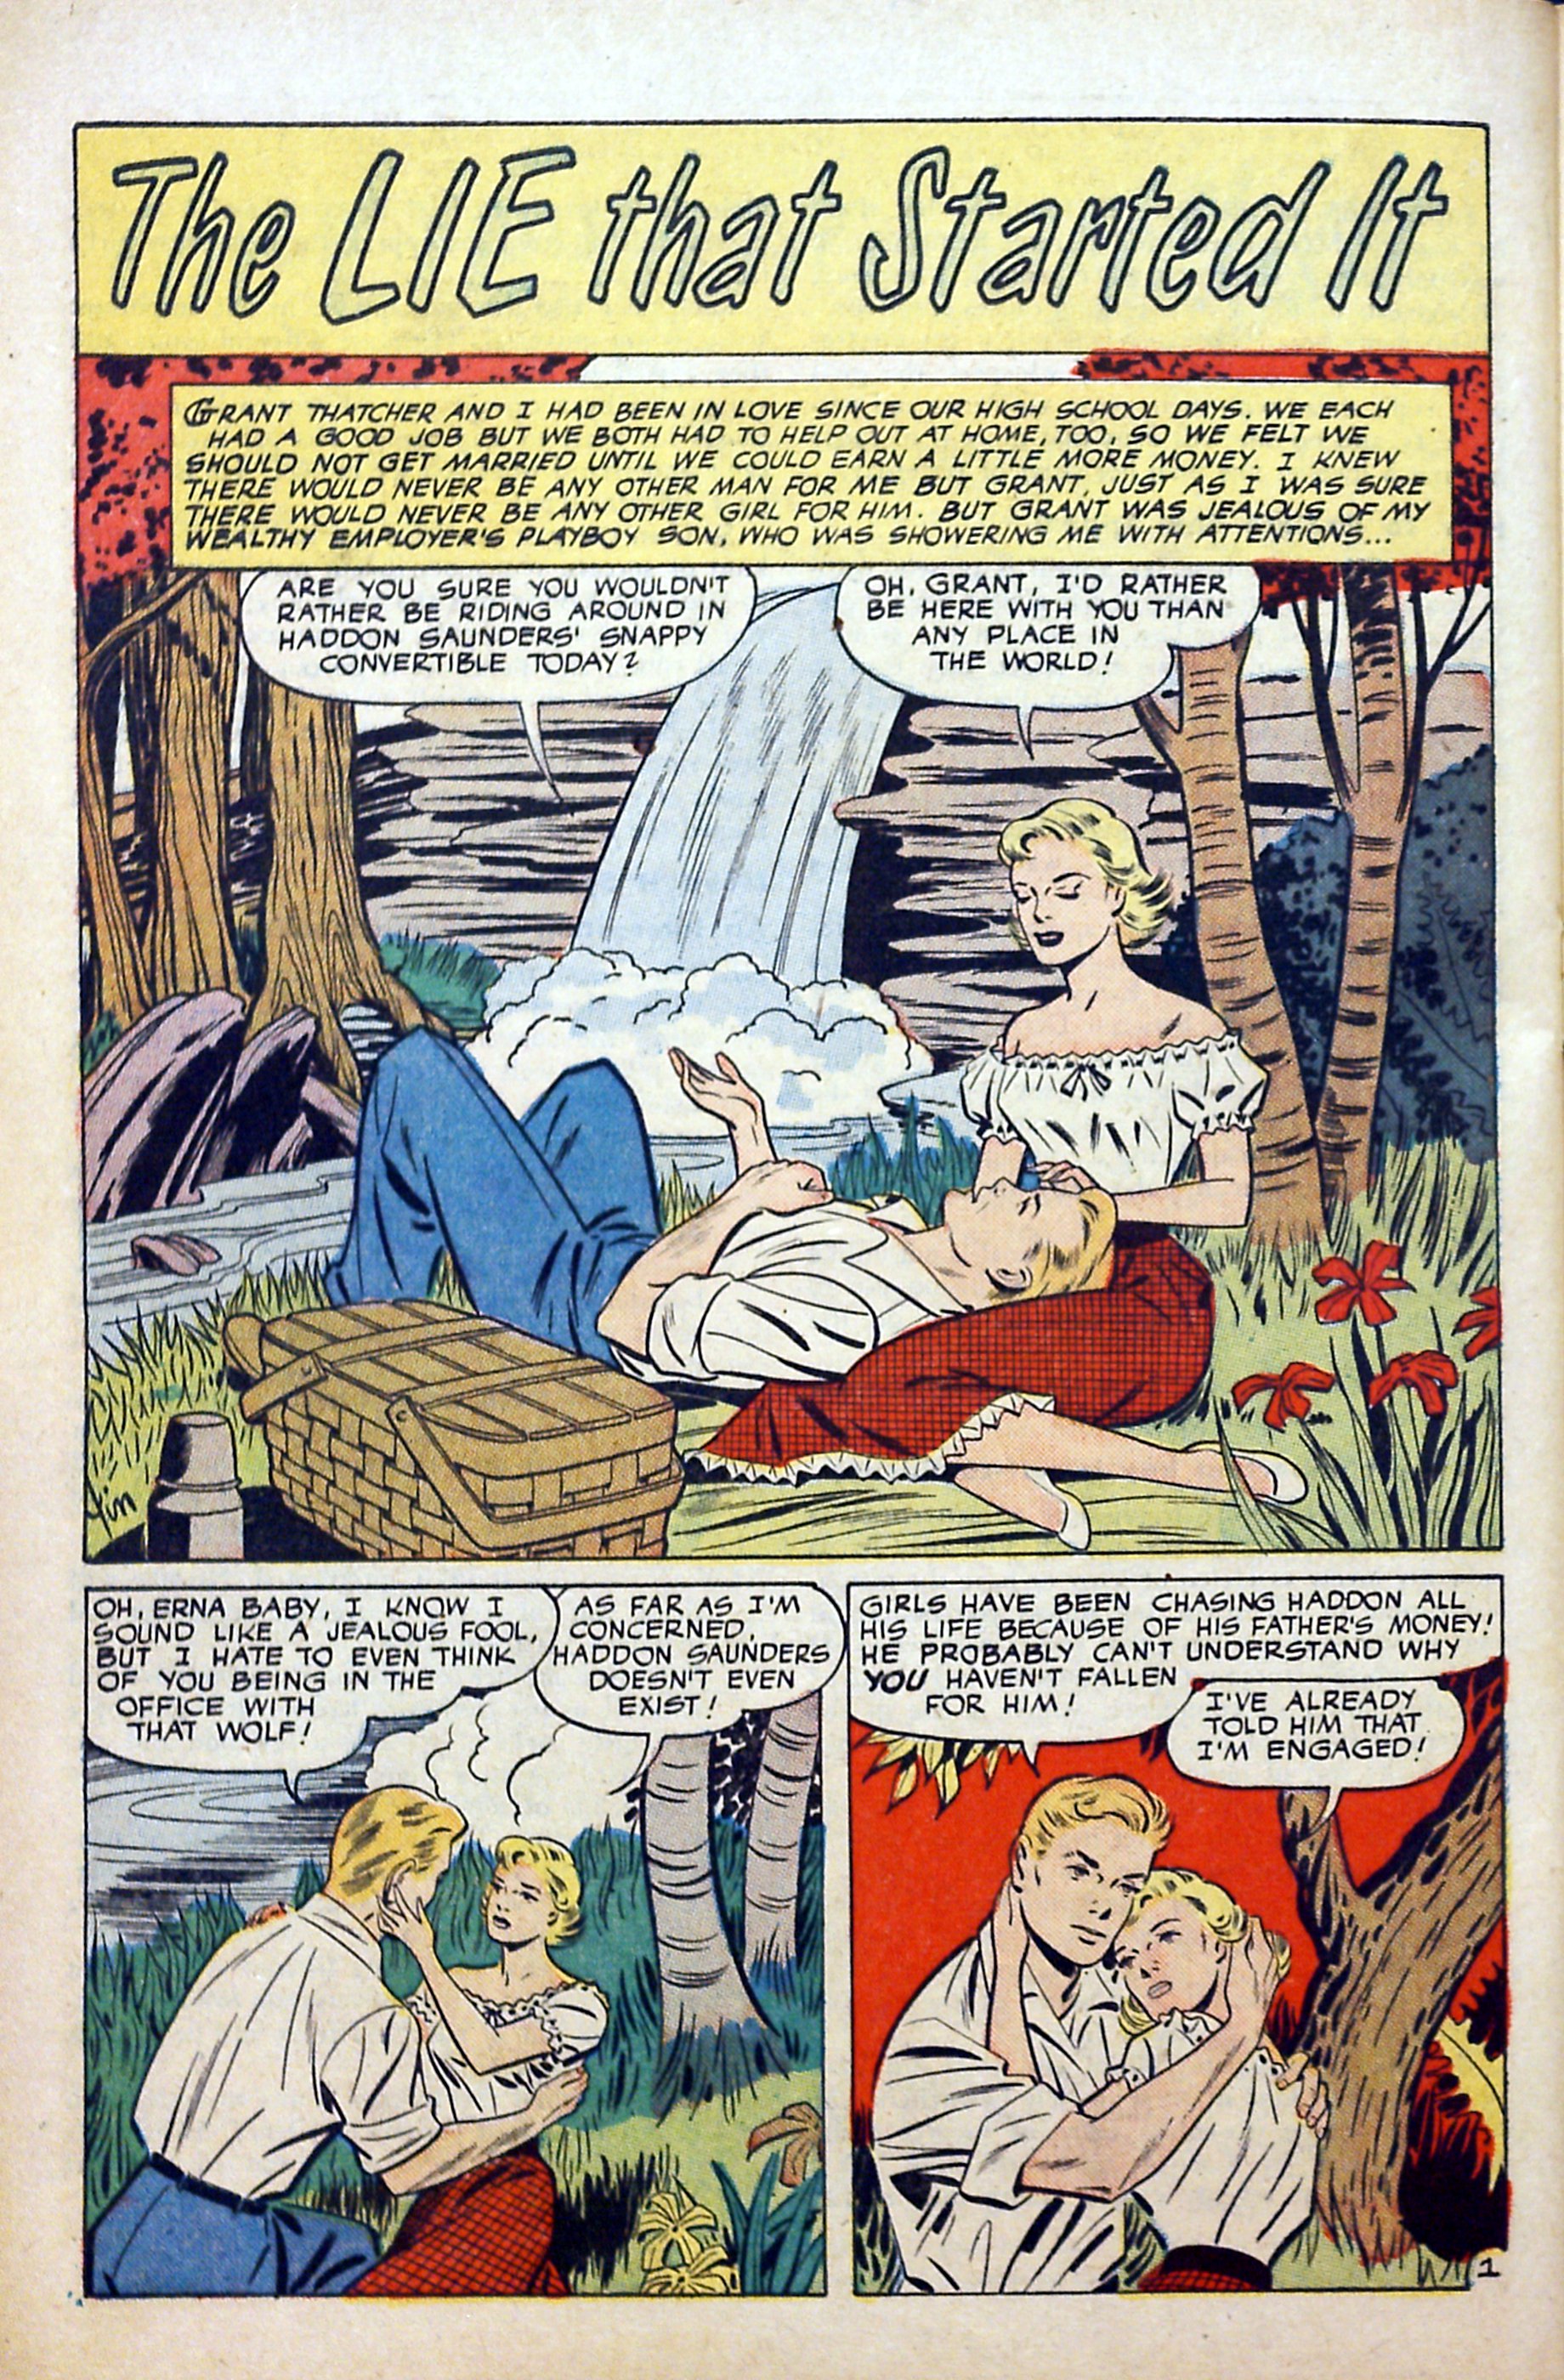 The LIE that Started It
GRANT THATCHER AND I HAD BEEN IN LOVE SINCE OUR HIGH SCHOOL DAYS. WE EACH
HAD A GOOD JOB BUT WE BOTH HAD TO HELP OUT AT HOME, TOO, SO WE FELT WE
SHOULD NOT GET MARRIED UNTIL WE COULD EARN A LITTLE MORE MONEY. I KNEW
THERE WOULD NEVER BE ANY OTHER MAN FOR ME BUT GRANT, JUST AS I WAS SURE
THERE WOULD NEVER BE ANY OTHER GIRL FOR HIM. BUT GRANT WAS JEALOUS OF MY
WEALTHY EMPLOYER'S PLAYBOY SON, WHO WAS SHOWERING ME WITH ATTENTIONS...
ARE YOU SURE YOU WOULDN'T
RATHER BE RIDING AROUND IN
HADDON SAUNDERS' SNAPPY
CONVERTIBLE TODAY?
OH, GRANT, I'D RATHER
BE HERE WITH YOU THAN
ANY PLACE IN
THE WORLD!
Jim
OH, ERNA BABY, I KNOW I
SOUND LIKE A JEALOUS FOOL,
BUT I HATE TO EVEN THINK
OF YOU BEING IN THE
OFFICE WITH
THAT WOLF!
AS FAR AS I'M
CONCERNED,
HADDON SAUNDERS
DOESN'T EVEN
EXIST!
GIRLS HAVE BEEN CHASING HADDON ALL
HIS LIFE BECAUSE OF HIS FATHER'S MONEY!
HE PROBABLY CAN'T UNDERSTAND WHY
YOU HAVEN'T FALLEN
FOR HIM!
I'VE ALREADY
TOLD HIM THAT
I'M ENGAGED!
1